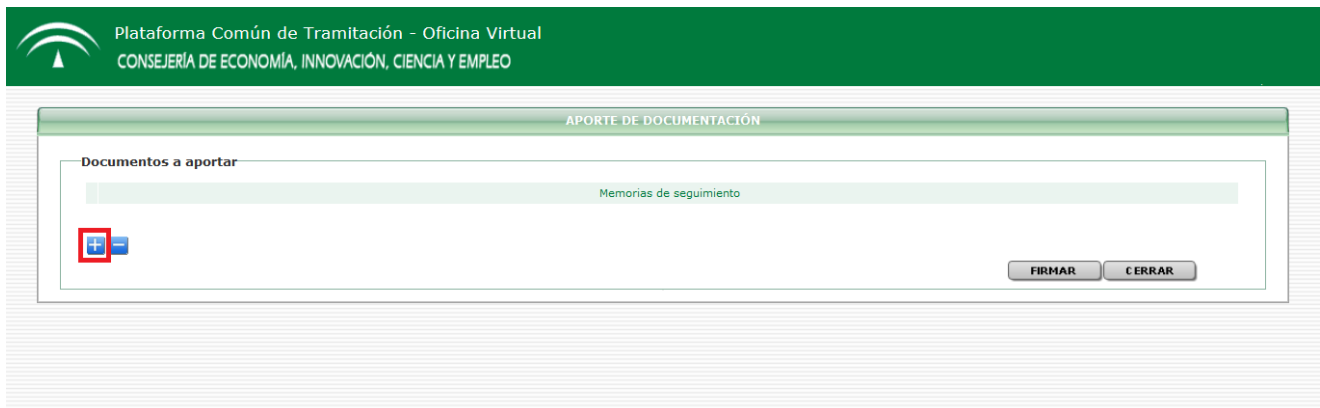 Plataforma Común de Tramitación - Oficina Virtual
CONSEJERÍA DE ECONOMÍA, INNOVACIÓN, CIENCIA Y EMPLEO
APORTE DE DOCUMENTACIÓN
Documentos a aportar
Memorias de seguimiento
FIRMAR CERRAR